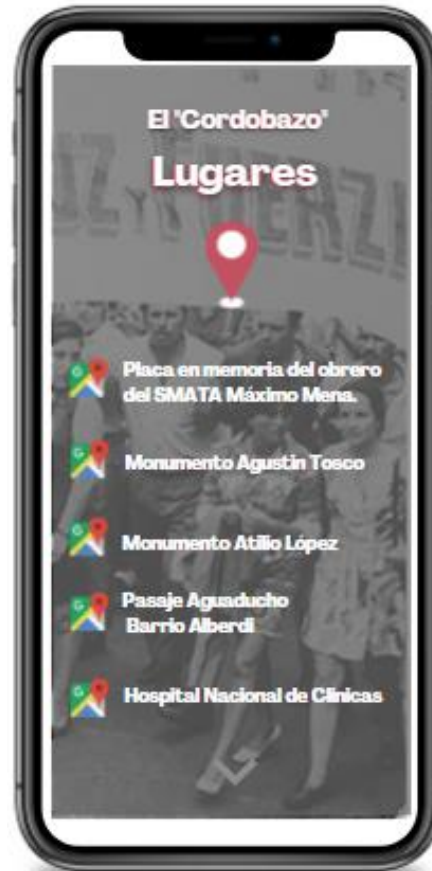 El "Cordobazo"
Lugares
Placa en memoria del obrero
del SMATA Máximo Mena.
Monumento Agustin Tosco
Monumento Atilio López
Pasaje Aguaducho
Barrio Alberdi
Hospital Nacional de Clinicas